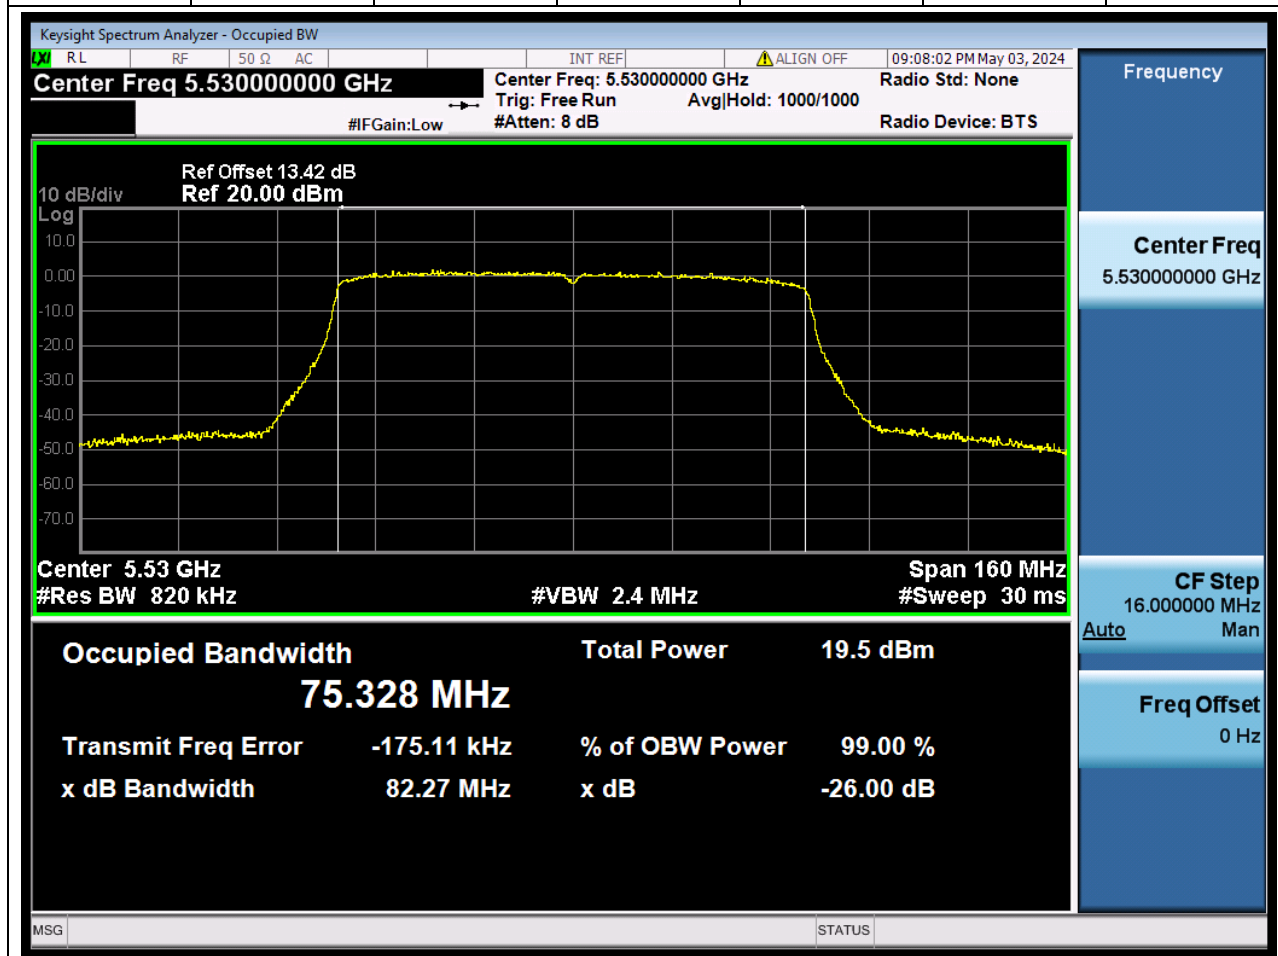 Keysight Spectrum Analyzer - Occupied BW
LXI RL RF 50 Ω AC INT REF ALIGN OFF 09:08:02 PM May 03, 2024
Center Freq 5.530000000 GHz
Center Freq: 5.530000000 GHz Radio Std: None
Trig: Free Run Avg|Hold: 1000/1000
#IFGain:Low #Atten: 8 dB Radio Device: BTS
Ref Offset 13.42 dB
10 dB/div Ref 20.00 dBm
Log
10.0
0.00
-10.0
-20.0
-30.0
-40.0
-50.0
-60.0
-70.0
Center 5.53 GHz Span 160 MHz
#Res BW 820 kHz #VBW 2.4 MHz #Sweep 30 ms
Occupied Bandwidth Total Power 19.5 dBm
75.328 MHz
Transmit Freq Error -175.11 kHz % of OBW Power 99.00 %
x dB Bandwidth 82.27 MHz x dB -26.00 dB
Frequency
Center Freq
5.530000000 GHz
CF Step
16.000000 MHz
Auto Man
Freq Offset
0 Hz
MSG STATUS